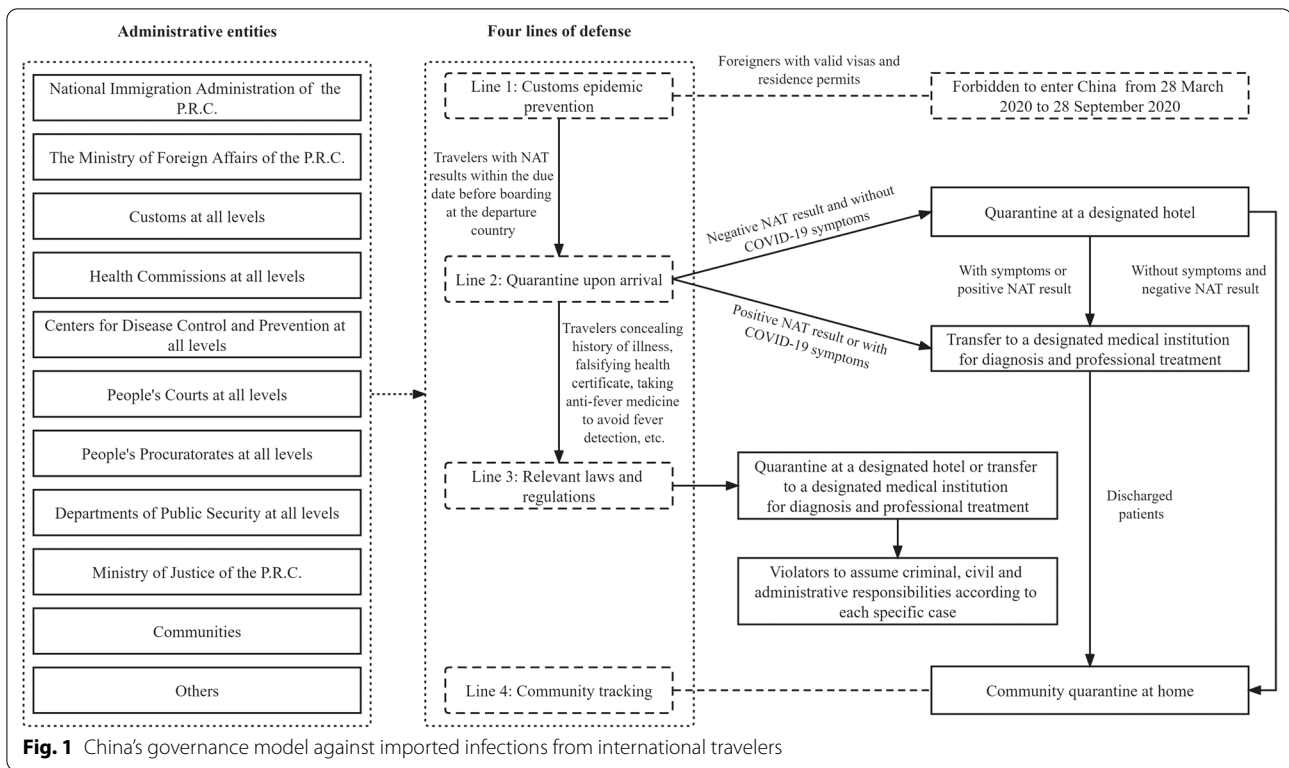 Administrative entities
National Immigration Administration of the
P.R.C.
The Ministry of Foreign Affairs of the P.R.C.
Customs at all levels
Health Commissions at all levels
Centers for Disease Control and Prevention at
all levels
People's Courts at all levels
People's Procuratorates at all levels
Departments of Public Security at all levels
Ministry of Justice of the P.R.C.
Communities
Others
Four lines of defense
Line 1: Customs epidemic
prevention
Travelers with NAT
results within the due
date before boarding
at the departure
country
Line 2: Quarantine upon arrival
Travelers concealing
history of illness,
falsifying health
certificate, taking
anti-fever medicine
to avoid fever
detection, etc.
Line 3: Relevant laws and
regulations
Line 4: Community tracking
Foreigners with valid visas and
residence permits
Forbidden to enter China from 28 March
2020 to 28 September 2020
Negative NAT result and without
COVID-19 symptoms
Positive NAT result or with
COVID-19 symptoms
Quarantine at a designated hotel
With symptoms or
positive NAT result
Without symptoms and
negative NAT result
Transfer to a designated medical institution
for diagnosis and professional treatment
Quarantine at a designated hotel or transfer
to a designated medical institution
for diagnosis and professional treatment
Violators to assume criminal, civil and
administrative responsibilities according to
each specific case
Discharged
patients
Community quarantine at home
Fig. 1 China's governance model against imported infections from international travelers